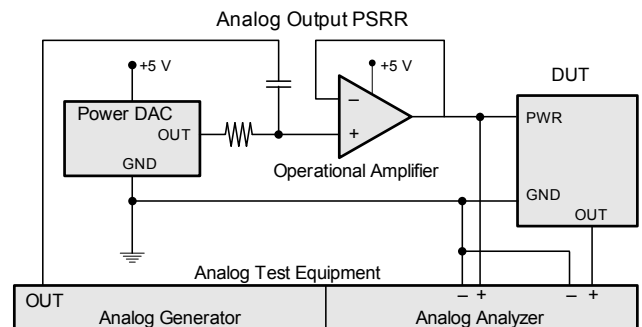 Analog Output PSRR
+5 V
+5 V
DUT
Power DAC
OUT
GND
–
+
Operational Amplifier
PWR
GND
OUT
Analog Test Equipment
OUT
– +
– +
Analog Generator
Analog Analyzer